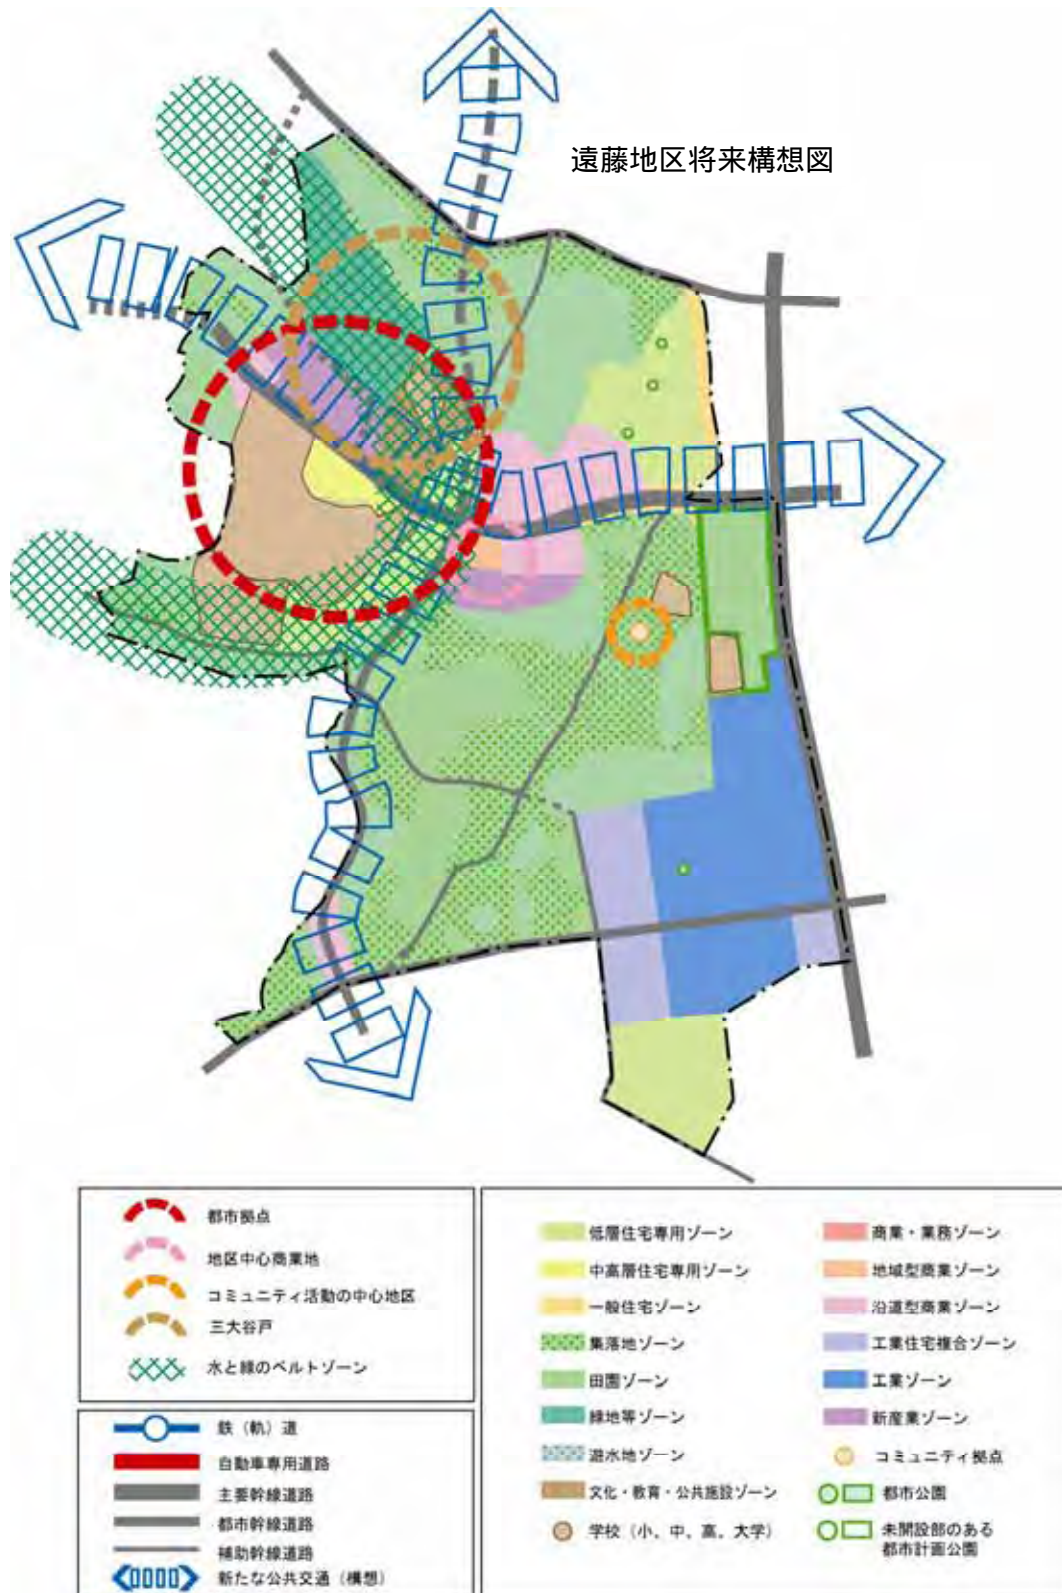 遠藤地区将来構想図
都市拠点
地区中心商業地
コミュニティ活動の中心地区
三大谷戸
水と緑のベルトゾーン
鉄（軌）道
自動車専用道路
主要幹線道路
都市幹線道路
補助幹線道路
新たな公共交通（構想）
低層住宅専用ゾーン
中高層住宅専用ゾーン
一般住宅ゾーン
集落地ゾーン
田園ゾーン
緑地等ゾーン
遊水地ゾーン
文化・教育・公共施設ゾーン
学校（小、中、高、大学）
商業・業務ゾーン
地域型商業ゾーン
沿道型商業ゾーン
工業住宅複合ゾーン
工業ゾーン
新産業ゾーン
コミュニティ拠点
都市公園
未開設部のある
都市計画公園